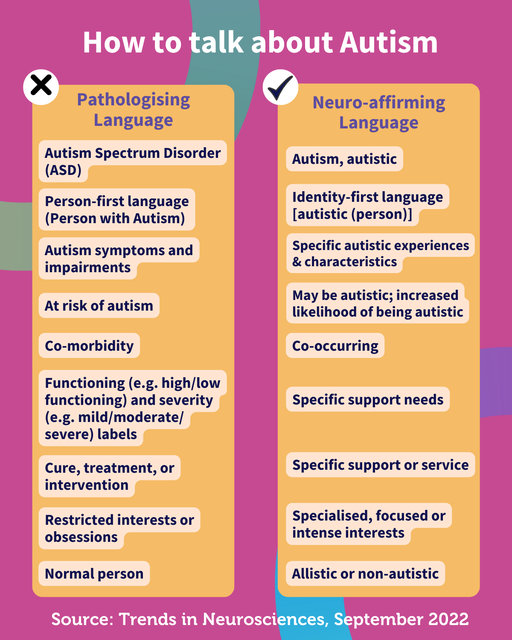 How to talk about Autism
Pathologising
Language
Autism Spectrum Disorder
(ASD)
Person-first language
(Person with Autism)
Autism symptoms and
impairments
At risk of autism
Co-morbidity
Functioning (e.g. high/low
functioning) and severity
(e.g. mild/moderate/
severe) labels
Cure, treatment, or
intervention
Restricted interests or
obsessions
Normal person
Neuro-affirming
Language
Autism, autistic
Identity-first language
[autistic (person)]
Specific autistic experiences
& characteristics
May be autistic; increased
likelihood of being autistic
Co-occurring
Specific support needs
Specific support or service
Specialised, focused or
intense interests
Allistic or non-autistic
Source: Trends in Neurosciences, September 2022